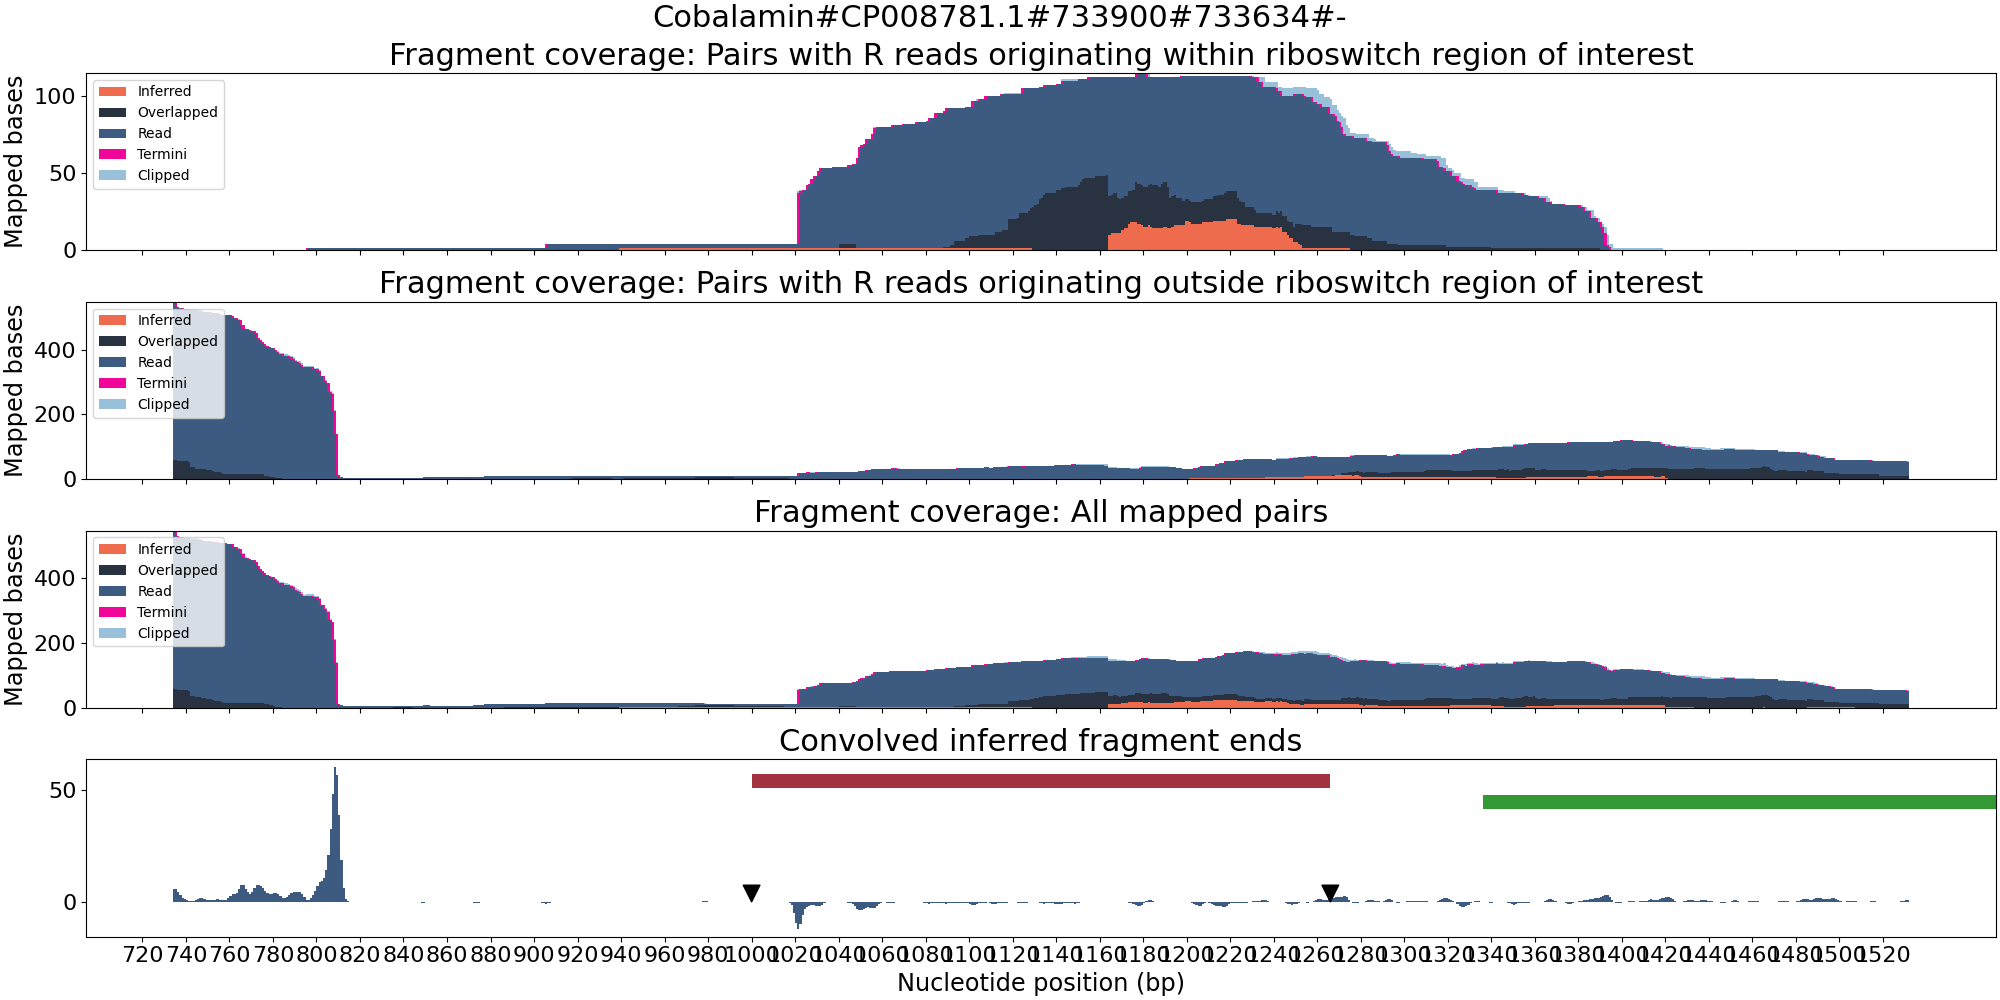 Cobalamin#CP008781.1#733900#733634#-
Fragment coverage: Pairs with R reads originating within riboswitch region of interest
Mapped bases
100
50
0
Inferred
Overlapped
Read
Termini
Clipped
Fragment coverage: Pairs with R reads originating outside riboswitch region of interest
Mapped bases
400
200
0
Inferred
Overlapped
Read
Termini
Clipped
Fragment coverage: All mapped pairs
Mapped bases
400
200
0
Inferred
Overlapped
Read
Termini
Clipped
Convolved inferred fragment ends
50
0
720 740 760 780 800 820 840 860 880 900 920 940 960 980 1000 1020 1040 1060 1080 1100 1120 1140 1160 1180 1200 1220 1240 1260 1280 1300 1320 1340 1360 1380 1400 1420 1440 1460 1480 1500 1520
Nucleotide position (bp)